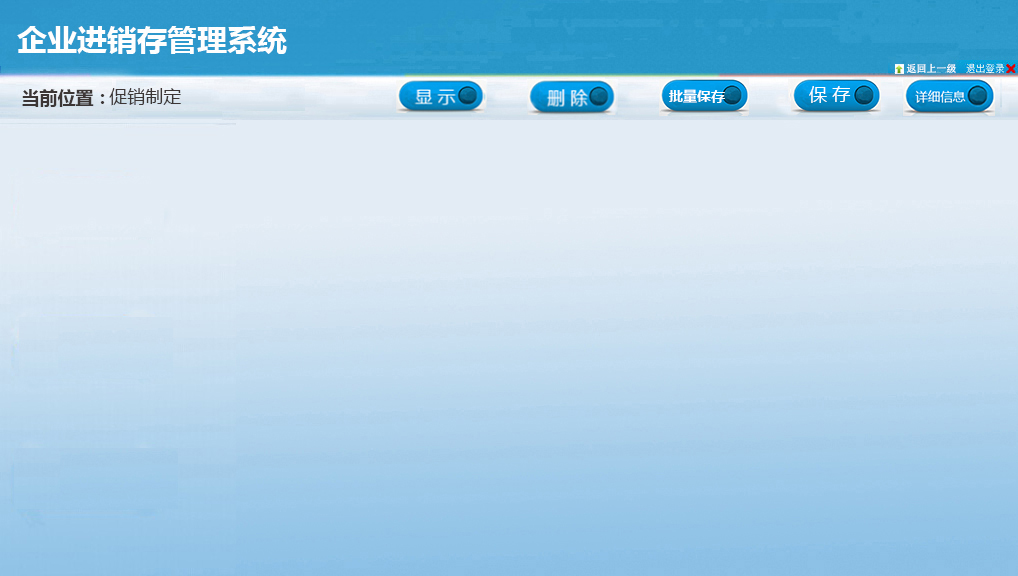 企业进销存管理系统
返回上一级 退出登录
当前位置：促销制定 显示 删除 批量保存 保存 详细信息